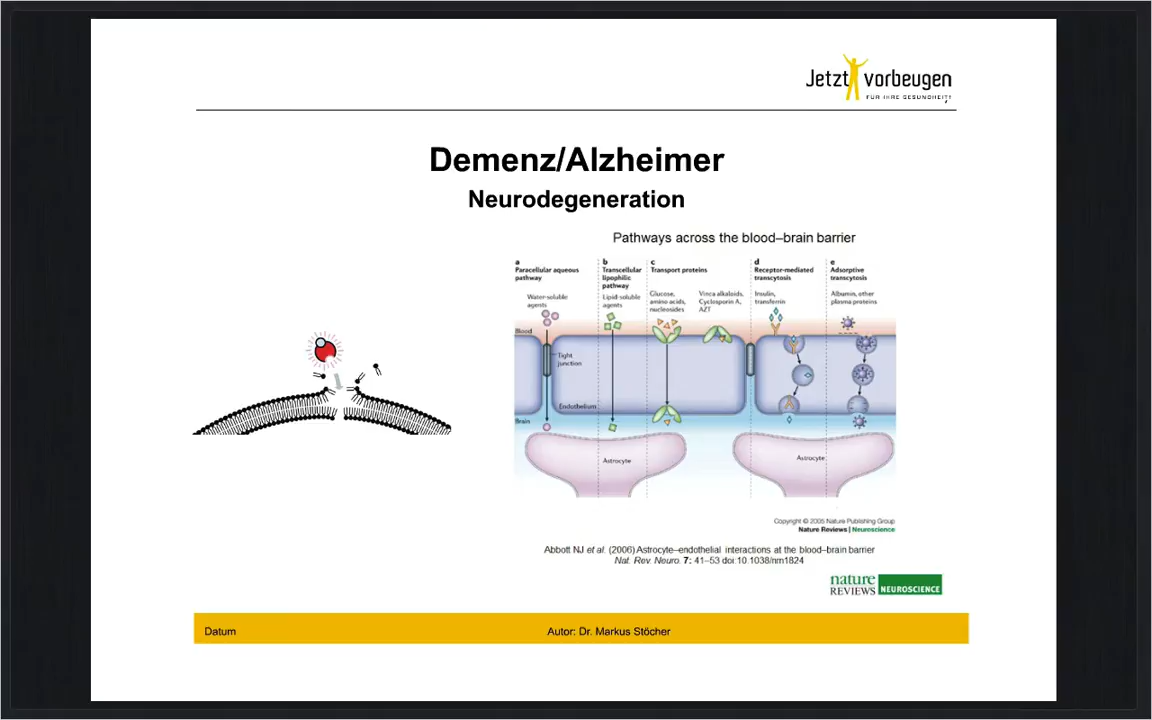 Jetzt vorbeugen
FÜR IHRE GESUNDHEIT!
Demenz/Alzheimer
Neurodegeneration
Pathways across the blood–brain barrier
a
Paracellular aqueous
pathway
Water-soluble
agents
b
Transcellular
lipophilic
pathway
Lipid-soluble
agents
c
Transport proteins
Glucose,
amino acids,
nucleosides
Vinca alkaloids,
Cyclosporin A,
AZT
d
Receptor-mediated
transcytosis
Insulin,
transferrin
e
Adsorptive
transcytosis
Albumin, other
plasma proteins
Blood
Tight
junction
Endothelium
Brain
Astrocyte
Astrocyte
Copyright © 2005 Nature Publishing Group
Nature Reviews | Neuroscience
Abbott NJ et al. (2006) Astrocyte–endothelial interactions at the blood–brain barrier
Nat. Rev. Neuro. 7: 41–53 doi:10.1038/nrn1824
nature
REVIEWS NEUROSCIENCE
Datum
Autor: Dr. Markus Stöcher